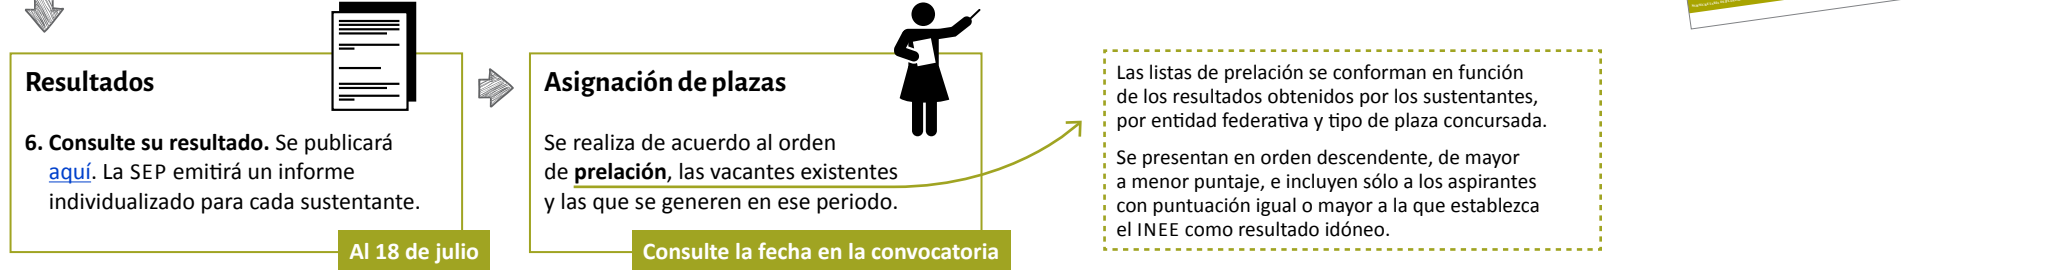 Resultados
6. Consulte su resultado. Se publicará
aquí. La SEP emitirá un informe
individualizado para cada sustentante.
Al 18 de julio
Asignación de plazas
Se realiza de acuerdo al orden
de prelación, las vacantes existentes
y las que se generen en ese periodo.
Consulte la fecha en la convocatoria
Las listas de prelación se conforman en función
de los resultados obtenidos por los sustentantes,
por entidad federativa y tipo de plaza concursada.
Se presentan en orden descendente, de mayor
a menor puntaje, e incluyen sólo a los aspirantes
con puntuación igual o mayor a la que establezca
el INEE como resultado idóneo.